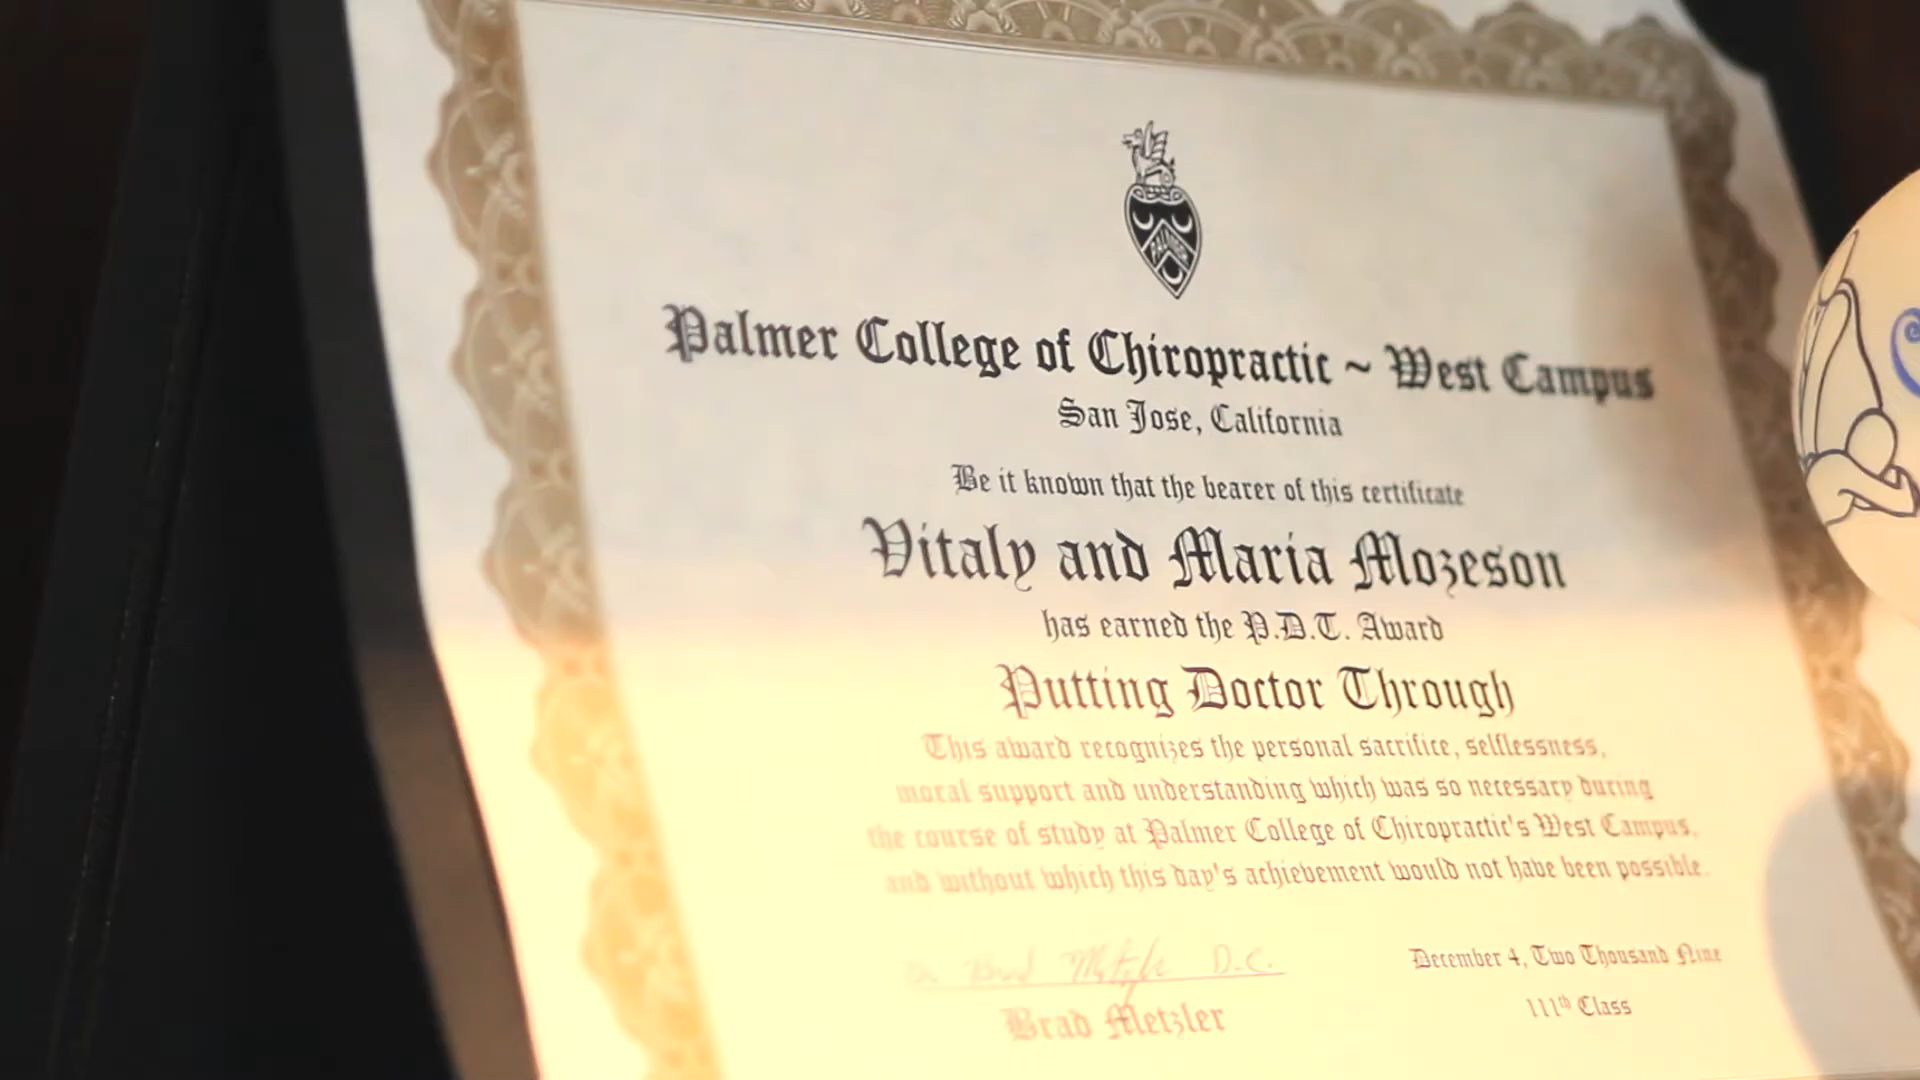 PALMER
Palmer College of Chiropractic ~ West Campus
San Jose, California
Be it known that the bearer of this certificate
Vitaly and Maria Mozeson
has earned the P.D.T. Award
Putting Doctor Through
This award recognizes the personal sacrifice, selflessness,
moral support and understanding which was so necessary during
the course of study at Palmer College of Chiropractic's West Campus,
and without which this day's achievement would not have been possible.
Dr Brad Metzler D.C.
December 4, Two Thousand Nine
Brad Metzler
111th Class